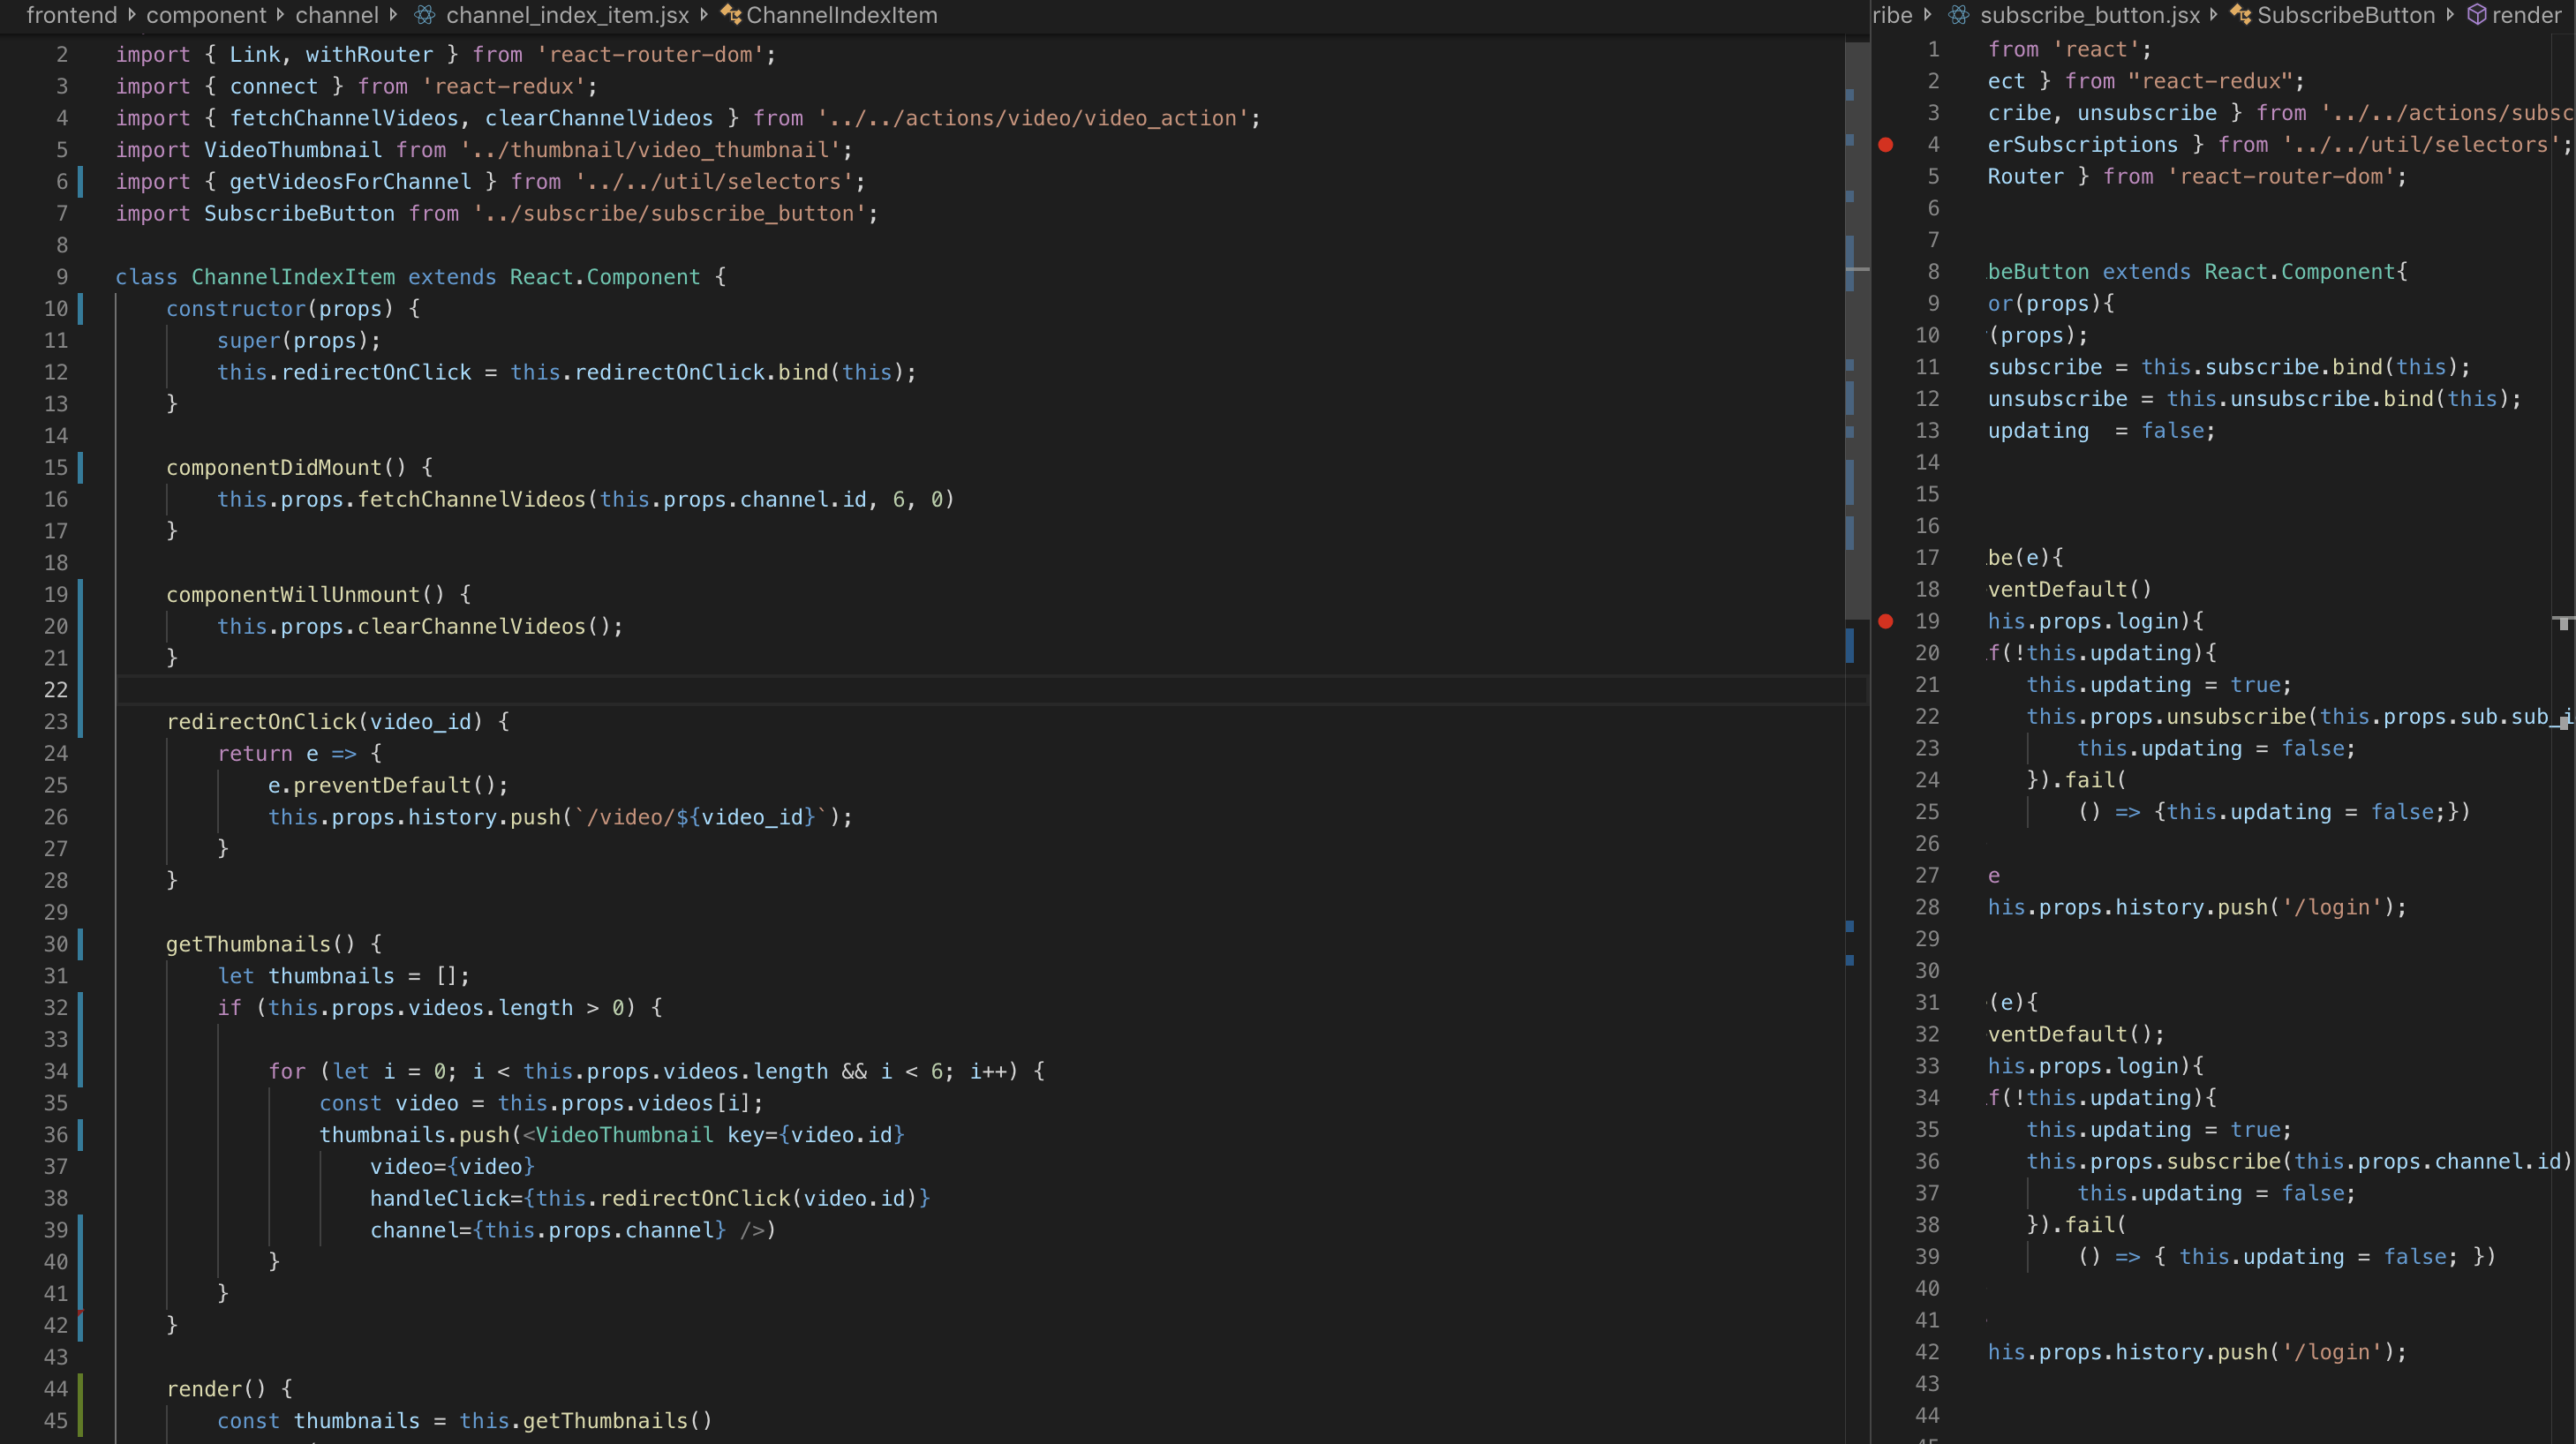 frontend component channel channel_index_item.jsx ChannelIndexItem
2 import { Link, withRouter } from 'react-router-dom';
3 import { connect } from 'react-redux';
4 import { fetchChannelVideos, clearChannelVideos } from '../../actions/video/video_action';
5 import VideoThumbnail from '../thumbnail/video_thumbnail';
6 import { getVideosForChannel } from '../../util/selectors';
7 import SubscribeButton from '../subscribe/subscribe_button';
8
9 class ChannelIndexItem extends React.Component {
10 constructor(props) {
11 super(props);
12 this.redirectOnClick = this.redirectOnClick.bind(this);
13 }
14
15 componentDidMount() {
16 this.props.fetchChannelVideos(this.props.channel.id, 6, 0)
17 }
18
19 componentWillUnmount() {
20 this.props.clearChannelVideos();
21 }
22
23 redirectOnClick(video_id) {
24 return e => {
25 e.preventDefault();
26 this.props.history.push(`/video/${video_id}`);
27 }
28 }
29
30 getThumbnails() {
31 let thumbnails = [];
32 if (this.props.videos.length > 0) {
33
34 for (let i = 0; i < this.props.videos.length && i < 6; i++) {
35 const video = this.props.videos[i];
36 thumbnails.push(<VideoThumbnail key={video.id}
37 video={video}
38 handleClick={this.redirectOnClick(video.id)}
39 channel={this.props.channel} />)
40 }
41 }
42 }
43
44 render() {
45 const thumbnails = this.getThumbnails()
ribe subscribe_button.jsx SubscribeButton render
1 from 'react';
2 ect } from "react-redux";
3 cribe, unsubscribe } from '../../actions/subsc
4 erSubscriptions } from '../../util/selectors';
5 Router } from 'react-router-dom';
6
7
8 beButton extends React.Component{
9 or(props){
10 (props);
11 subscribe = this.subscribe.bind(this);
12 unsubscribe = this.unsubscribe.bind(this);
13 updating  = false;
14
15
16
17 be(e){
18 ventDefault()
19 his.props.login){
20 f(!this.updating){
21 this.updating = true;
22 this.props.unsubscribe(this.props.sub.sub_i
23 this.updating = false;
24 }).fail(
25 () => {this.updating = false;})
26
27 e
28 his.props.history.push('/login');
29
30
31 (e){
32 ventDefault();
33 his.props.login){
34 f(!this.updating){
35 this.updating = true;
36 this.props.subscribe(this.props.channel.id)
37 this.updating = false;
38 }).fail(
39 () => { this.updating = false; })
40
41
42 his.props.history.push('/login');
43
44